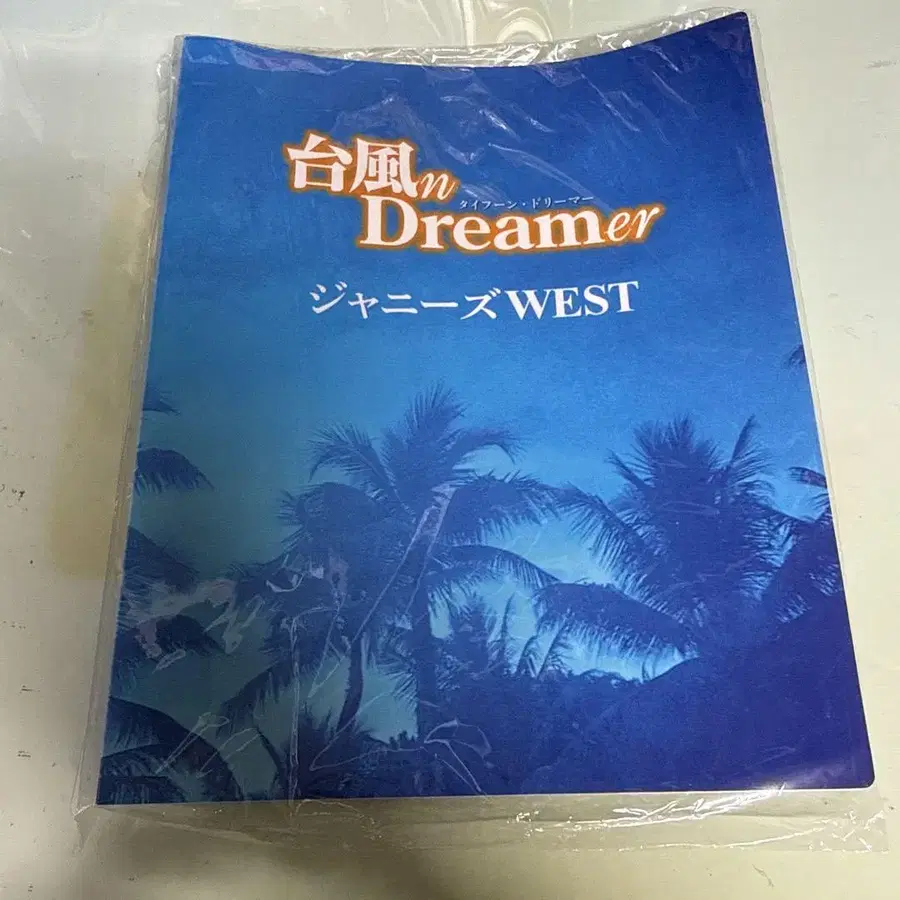 台風n
タイフーン・ドリーマー
Dreamer
ジャニーズWEST